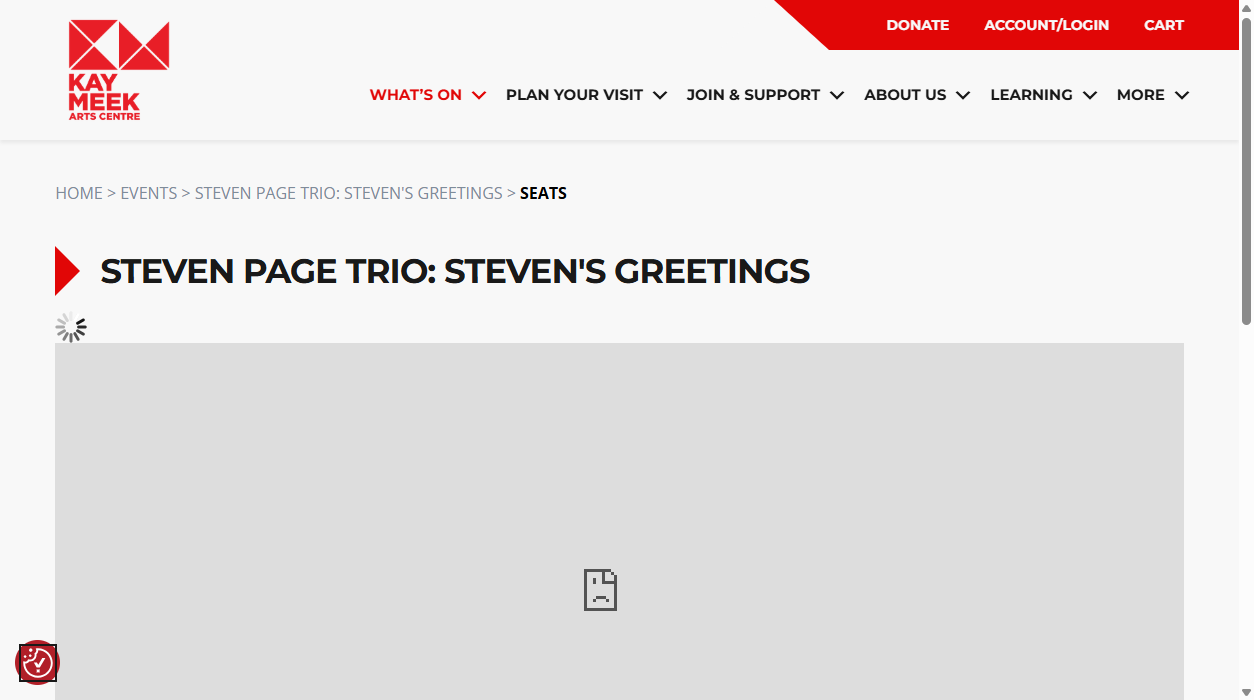 DONATE
ACCOUNT/LOGIN
CART
KAY
MEEK
ARTS CENTRE
WHAT'S ON
PLAN YOUR VISIT
JOIN & SUPPORT
ABOUT US
LEARNING
MORE
HOME > EVENTS > STEVEN PAGE TRIO: STEVEN'S GREETINGS > SEATS
STEVEN PAGE TRIO: STEVEN'S GREETINGS